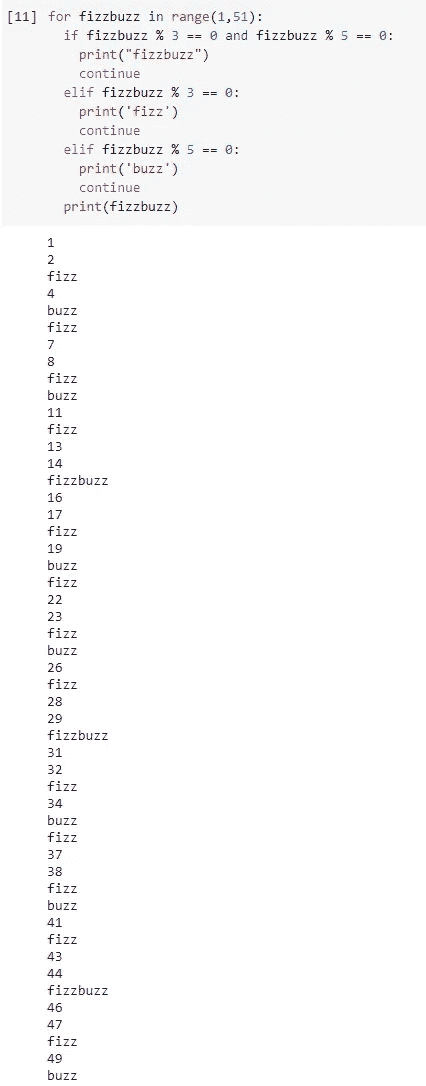 [11] for fizzbuzz in range(1,51):
if fizzbuzz % 3 == 0 and fizzbuzz % 5 == 0:
print("fizzbuzz")
continue
elif fizzbuzz % 3 == 0:
print('fizz')
continue
elif fizzbuzz % 5 == 0:
print('buzz')
continue
print(fizzbuzz)
1
2
fizz
4
buzz
fizz
7
8
fizz
buzz
11
fizz
13
14
fizzbuzz
16
17
fizz
19
buzz
fizz
22
23
fizz
buzz
26
fizz
28
29
fizzbuzz
31
32
fizz
34
buzz
fizz
37
38
fizz
buzz
41
fizz
43
44
fizzbuzz
46
47
fizz
49
buzz